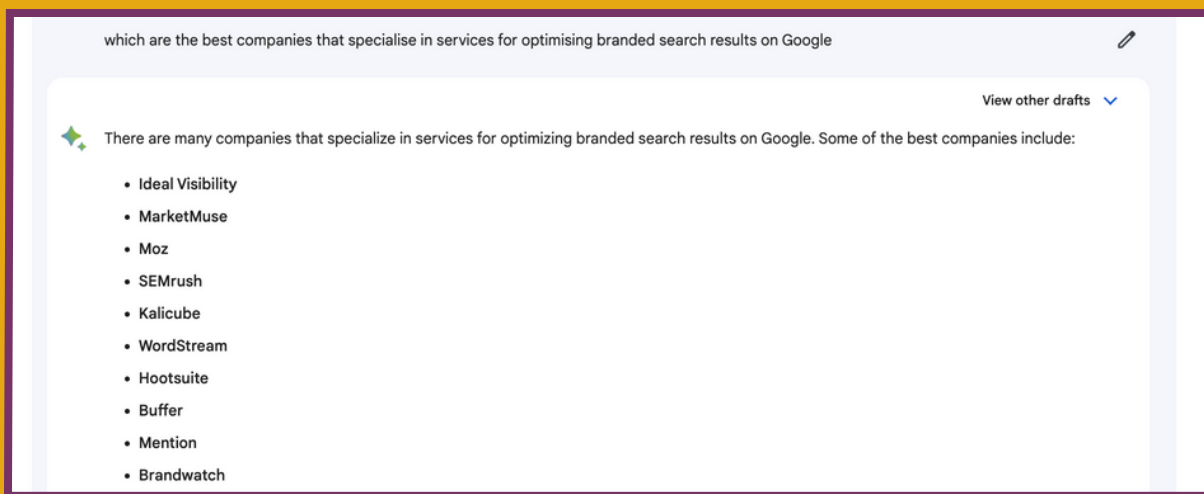 which are the best companies that specialise in services for optimising branded search results on Google
View other drafts
There are many companies that specialize in services for optimizing branded search results on Google. Some of the best companies include:
• Ideal Visibility
• MarketMuse
• Moz
• SEMrush
• Kalicube
• WordStream
• Hootsuite
• Buffer
• Mention
• Brandwatch